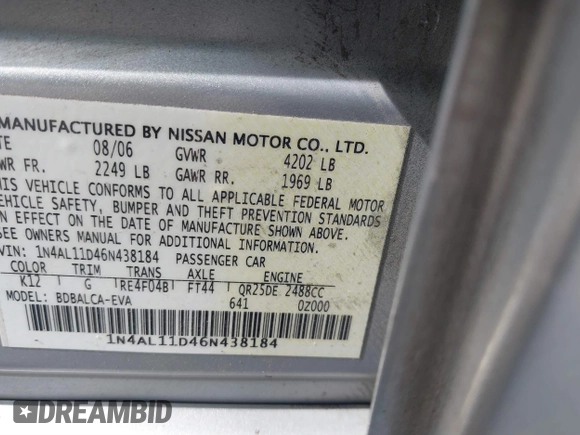 MANUFACTURED BY NISSAN MOTOR CO., LTD.
TE 08/06 GVWR 4202 LB
WR FR. 2249 LB GAWR RR. 1969 LB
HIS VEHICLE CONFORMS TO ALL APPLICABLE FEDERAL MOTOR
VEHICLE SAFETY, BUMPER AND THEFT PREVENTION STANDARDS
IN EFFECT ON THE DATE OF MANUFACTURE SHOWN ABOVE.
SEE OWNERS MANUAL FOR ADDITIONAL INFORMATION.
VIN: 1N4AL11D46N438184 PASSENGER CAR
COLOR TRIM TRANS AXLE ENGINE
K12 G RE4F04B FT44 QR25DE 2488CC
MODEL: BDBALCA-EVA 641 0Z000
1N4AL11D46N438184
DREAMBID